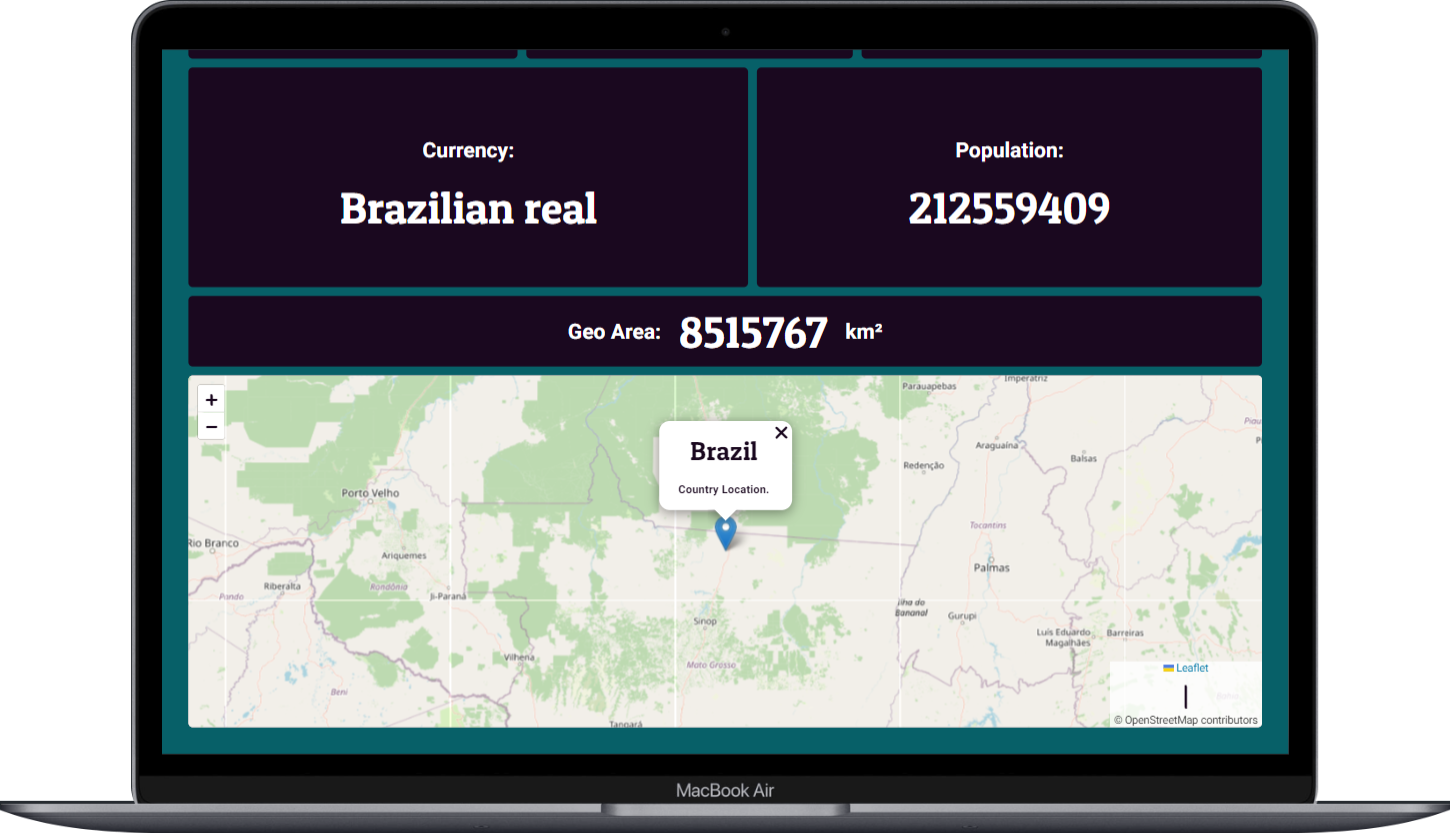 Currency:
Brazilian real
Population:
212559409
Geo Area: 8515767 km²
+
−
Brazil
Country Location.
Parauapebas
Imperatriz
Araguaína
Balsas
Redenção
Porto Velho
Tocantins
Rio Branco
Ariquemes
Palmas
Riberalta
Rondônia
Pando
Ji-Paraná
Ilha do
Bananal
Gurupi
Sinop
Luís Eduardo
Magalhães
Barreiras
Vilhena
Mato Grosso
Beni
Leaflet
|
© OpenStreetMap contributors
MacBook Air